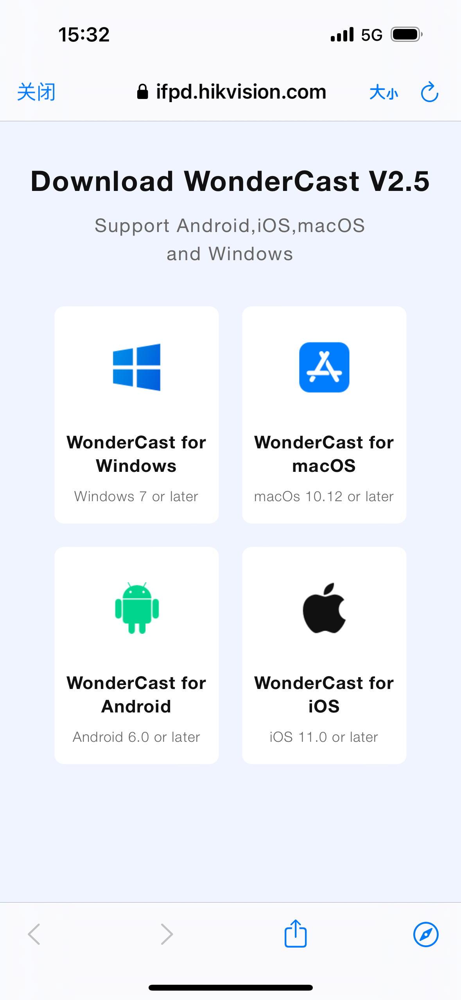 15:32
5G
关闭
ifpd.hikvision.com
大小
Download WonderCast V2.5
Support Android,iOS,macOS
and Windows
WonderCast for
Windows
Windows 7 or later
WonderCast for
macOS
macOs 10.12 or later
WonderCast for
Android
Android 6.0 or later
WonderCast for
iOS
iOS 11.0 or later